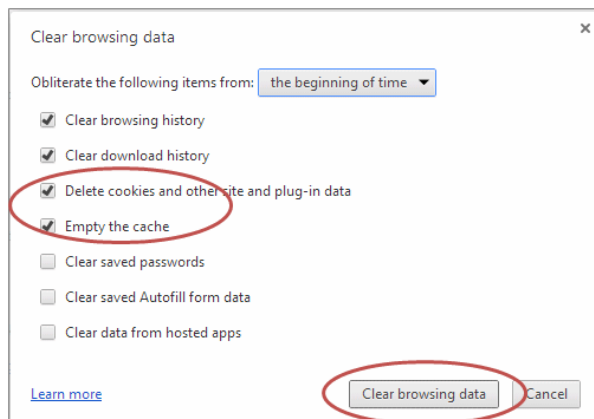 Clear browsing data
Obliterate the following items from: the beginning of time
Clear browsing history
Clear download history
Delete cookies and other site and plug-in data
Empty the cache
Clear saved passwords
Clear saved Autofill form data
Clear data from hosted apps
Learn more Clear browsing data Cancel